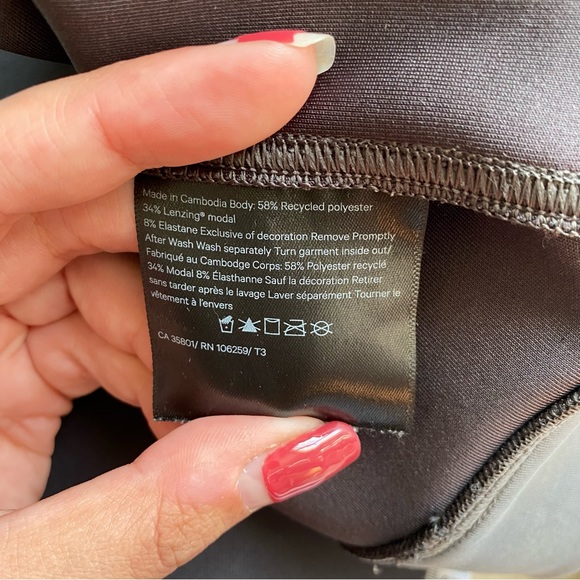 Made in Cambodia Body: 58% Recycled polyester
34% Lenzing® modal
8% Elastane Exclusive of decoration Remove Promptly
After Wash Wash separately Turn garment inside out/
Fabriqué au Cambodge Corps: 58% Polyester recyclé
34% Modal 8% Élasthanne Sauf la décoration Retirer
sans tarder après le lavage Laver séparément Tourner le
vêtement à l'envers
CA 35801/ RN 106259/ T3